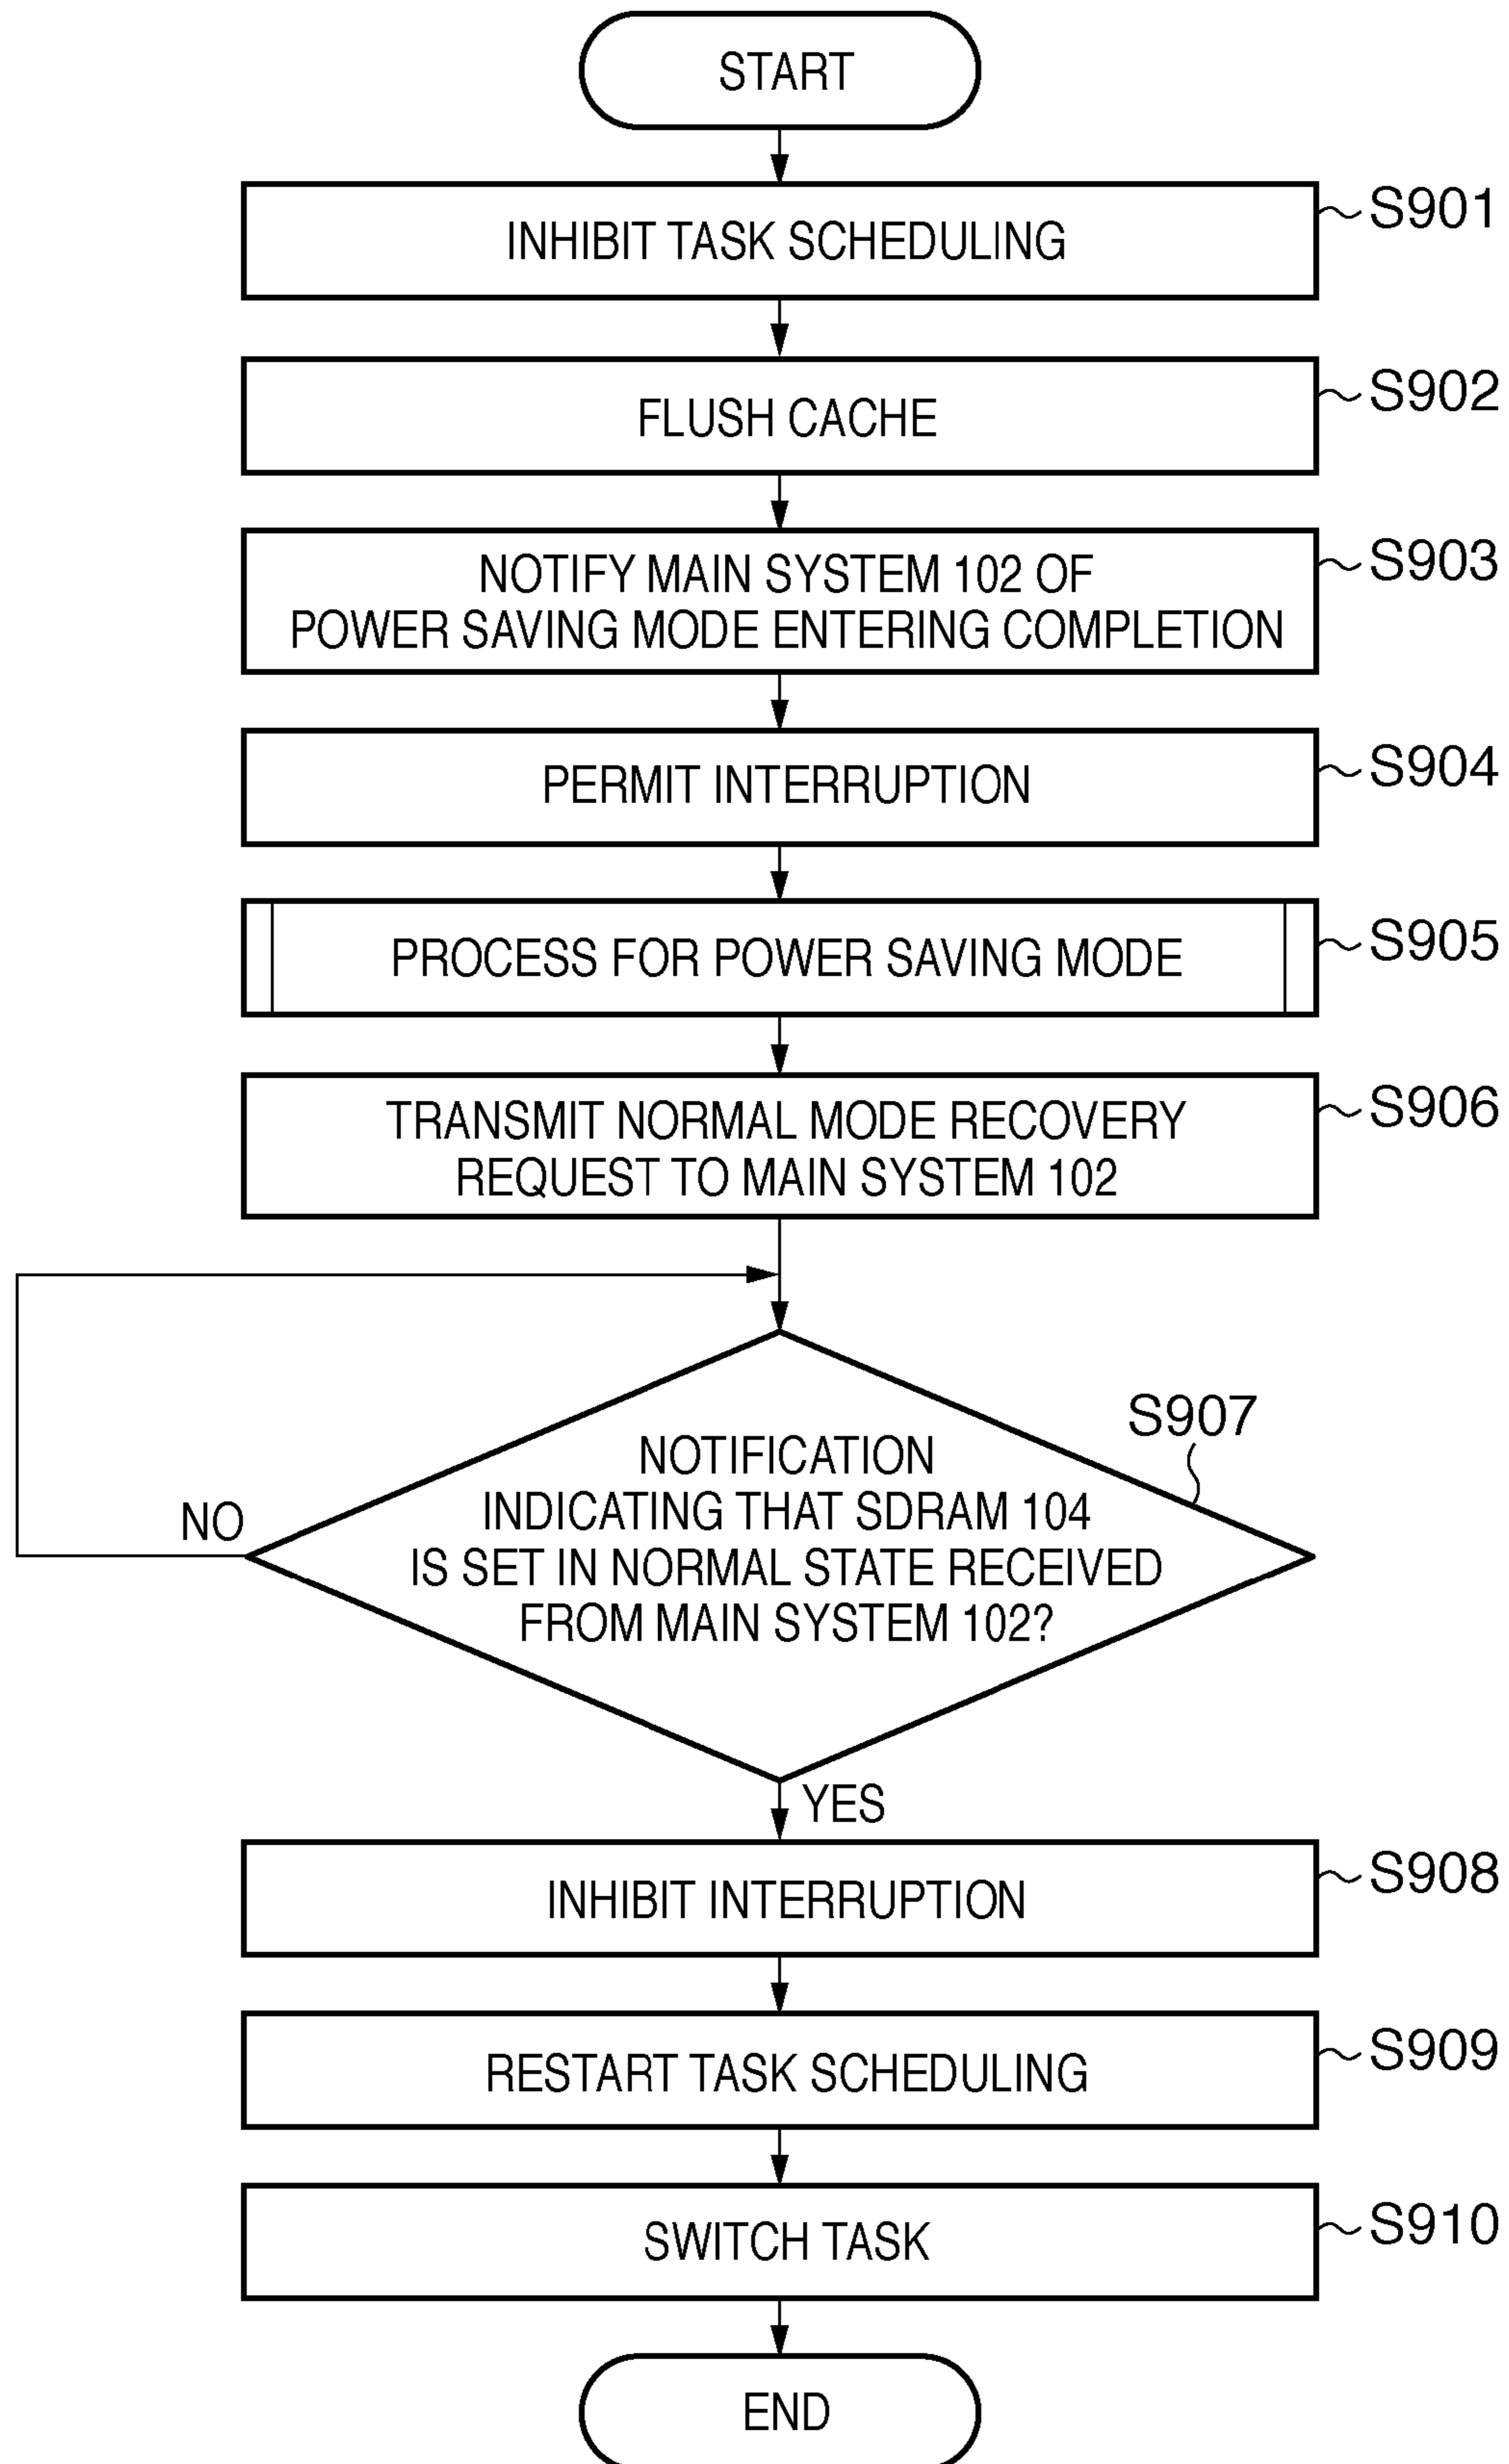 START
INHIBIT TASK SCHEDULING
S901
FLUSH CACHE
S902
NOTIFY MAIN SYSTEM 102 OF
POWER SAVING MODE ENTERING COMPLETION
S903
PERMIT INTERRUPTION
S904
PROCESS FOR POWER SAVING MODE
S905
TRANSMIT NORMAL MODE RECOVERY
REQUEST TO MAIN SYSTEM 102
S906
S907
NOTIFICATION
INDICATING THAT SDRAM 104
IS SET IN NORMAL STATE RECEIVED
FROM MAIN SYSTEM 102?
NO
YES
INHIBIT INTERRUPTION
S908
RESTART TASK SCHEDULING
S909
SWITCH TASK
S910
END